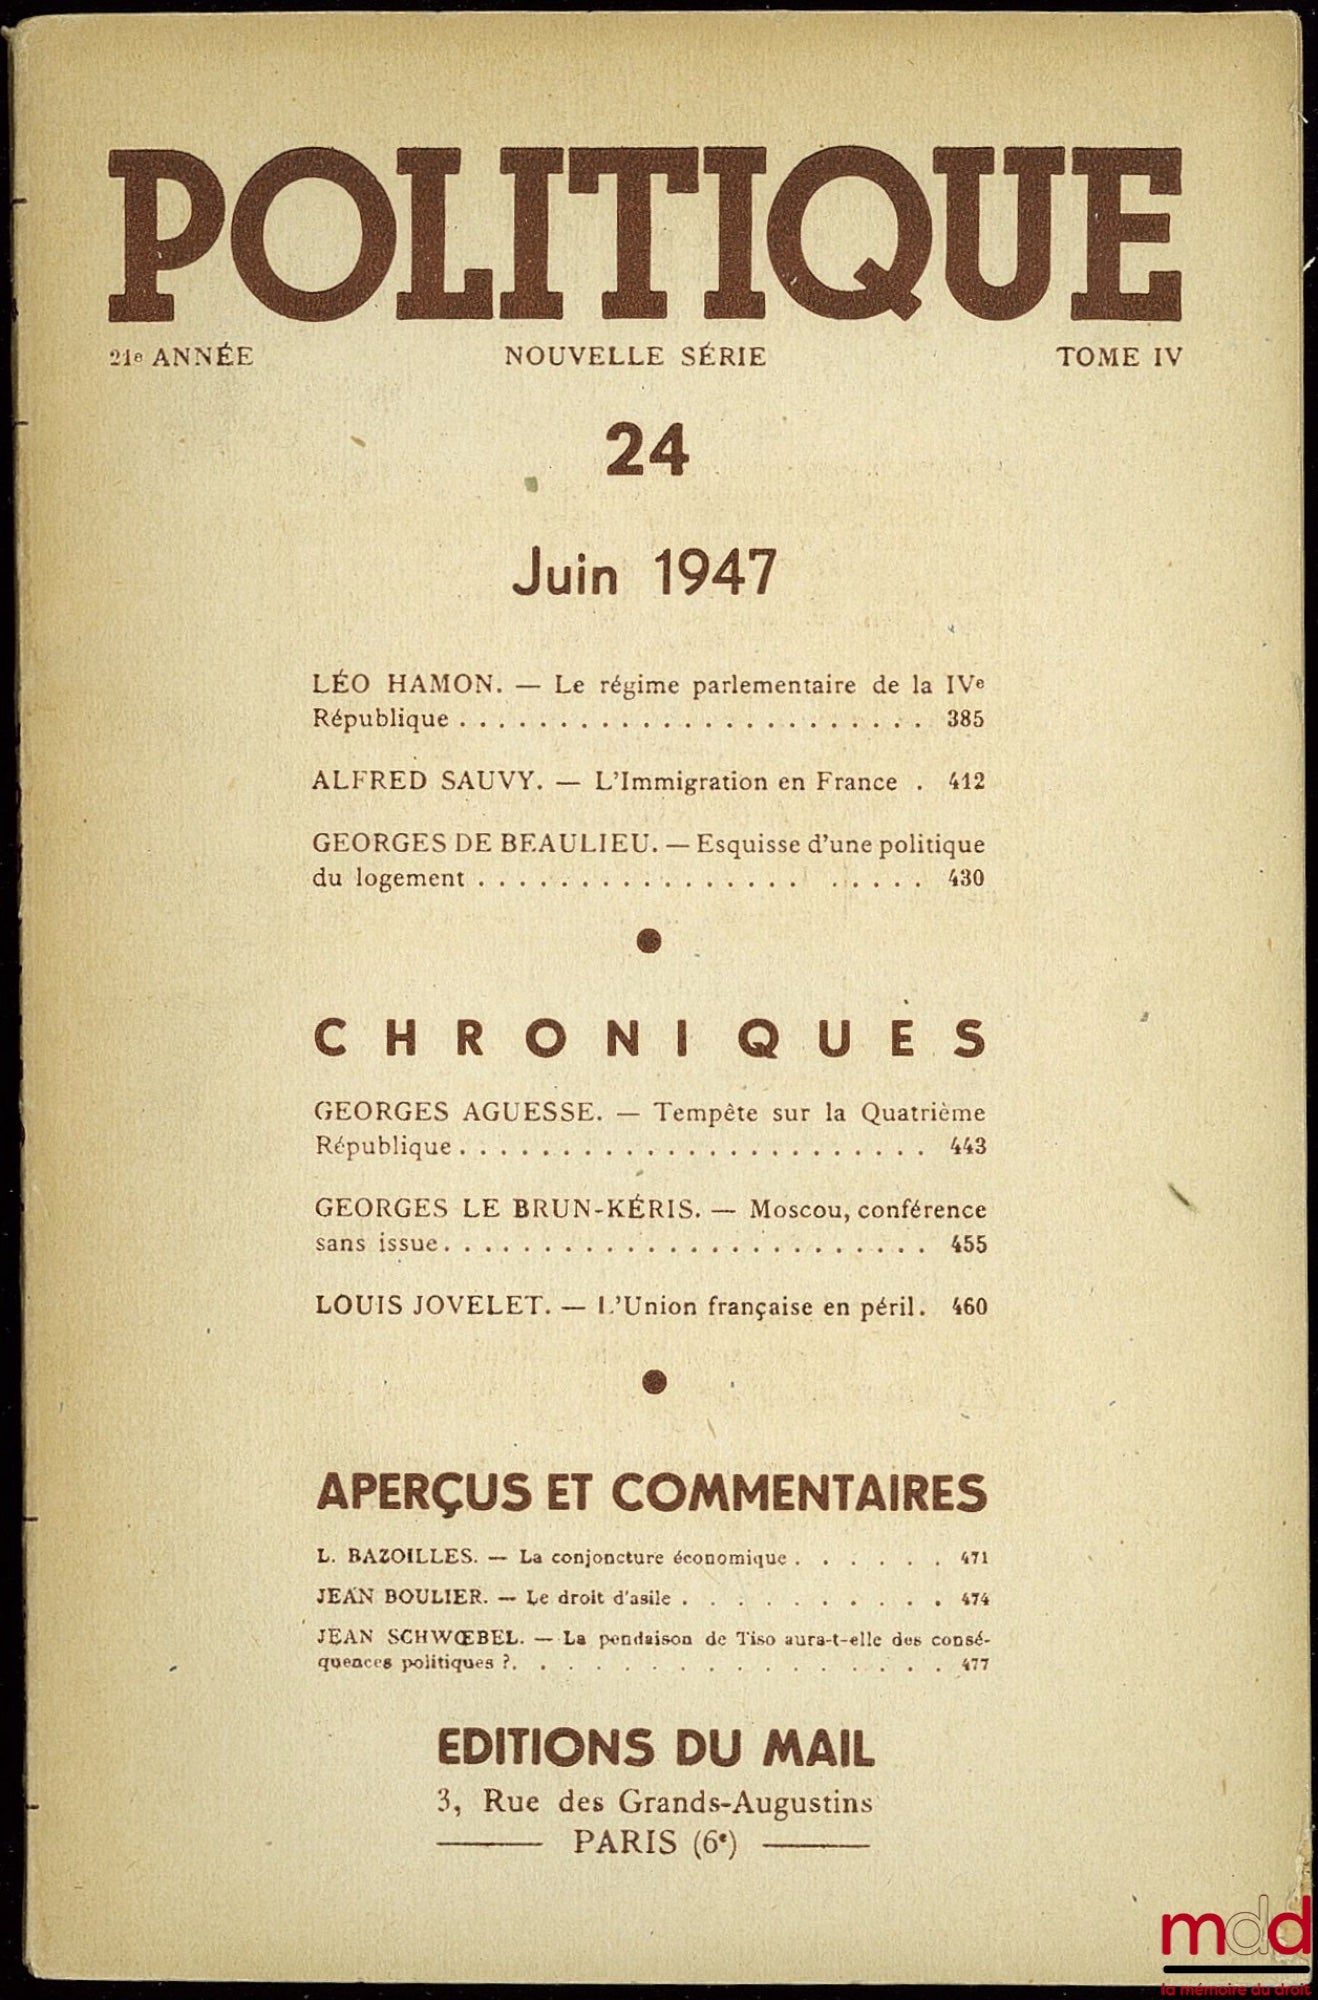 POLITIQUE
21e ANNÉE NOUVELLE SÉRIE TOME IV
24
Juin 1947
LÉO HAMON. — Le régime parlementaire de la IVe
République . . . . . . . . . . . . . . . . . . . . . . . 385
ALFRED SAUVY. — L'Immigration en France . 412
GEORGES DE BEAULIEU. — Esquisse d'une politique
du logement . . . . . . . . . . . . . . . . . . . . . 430
CHRONIQUES
GEORGES AGUESSE. — Tempête sur la Quatrième
République . . . . . . . . . . . . . . . . . . . . . . . 443
GEORGES LE BRUN-KÉRIS. — Moscou, conférence
sans issue . . . . . . . . . . . . . . . . . . . . . . . . 455
LOUIS JOVELET. — L'Union française en péril. 460
APERÇUS ET COMMENTAIRES
L. BAZOILLES. — La conjoncture économique . . . . . . 471
JEAN BOULIER. — Le droit d'asile . . . . . . . . . . 474
JEAN SCHWŒBEL. — La pendaison de Tiso aura-t-elle des consé-
quences politiques ?. . . . . . . . . . . . . . . . 477
EDITIONS DU MAIL
3, Rue des Grands-Augustins
PARIS (6e)
mdd
la mémoire du droit